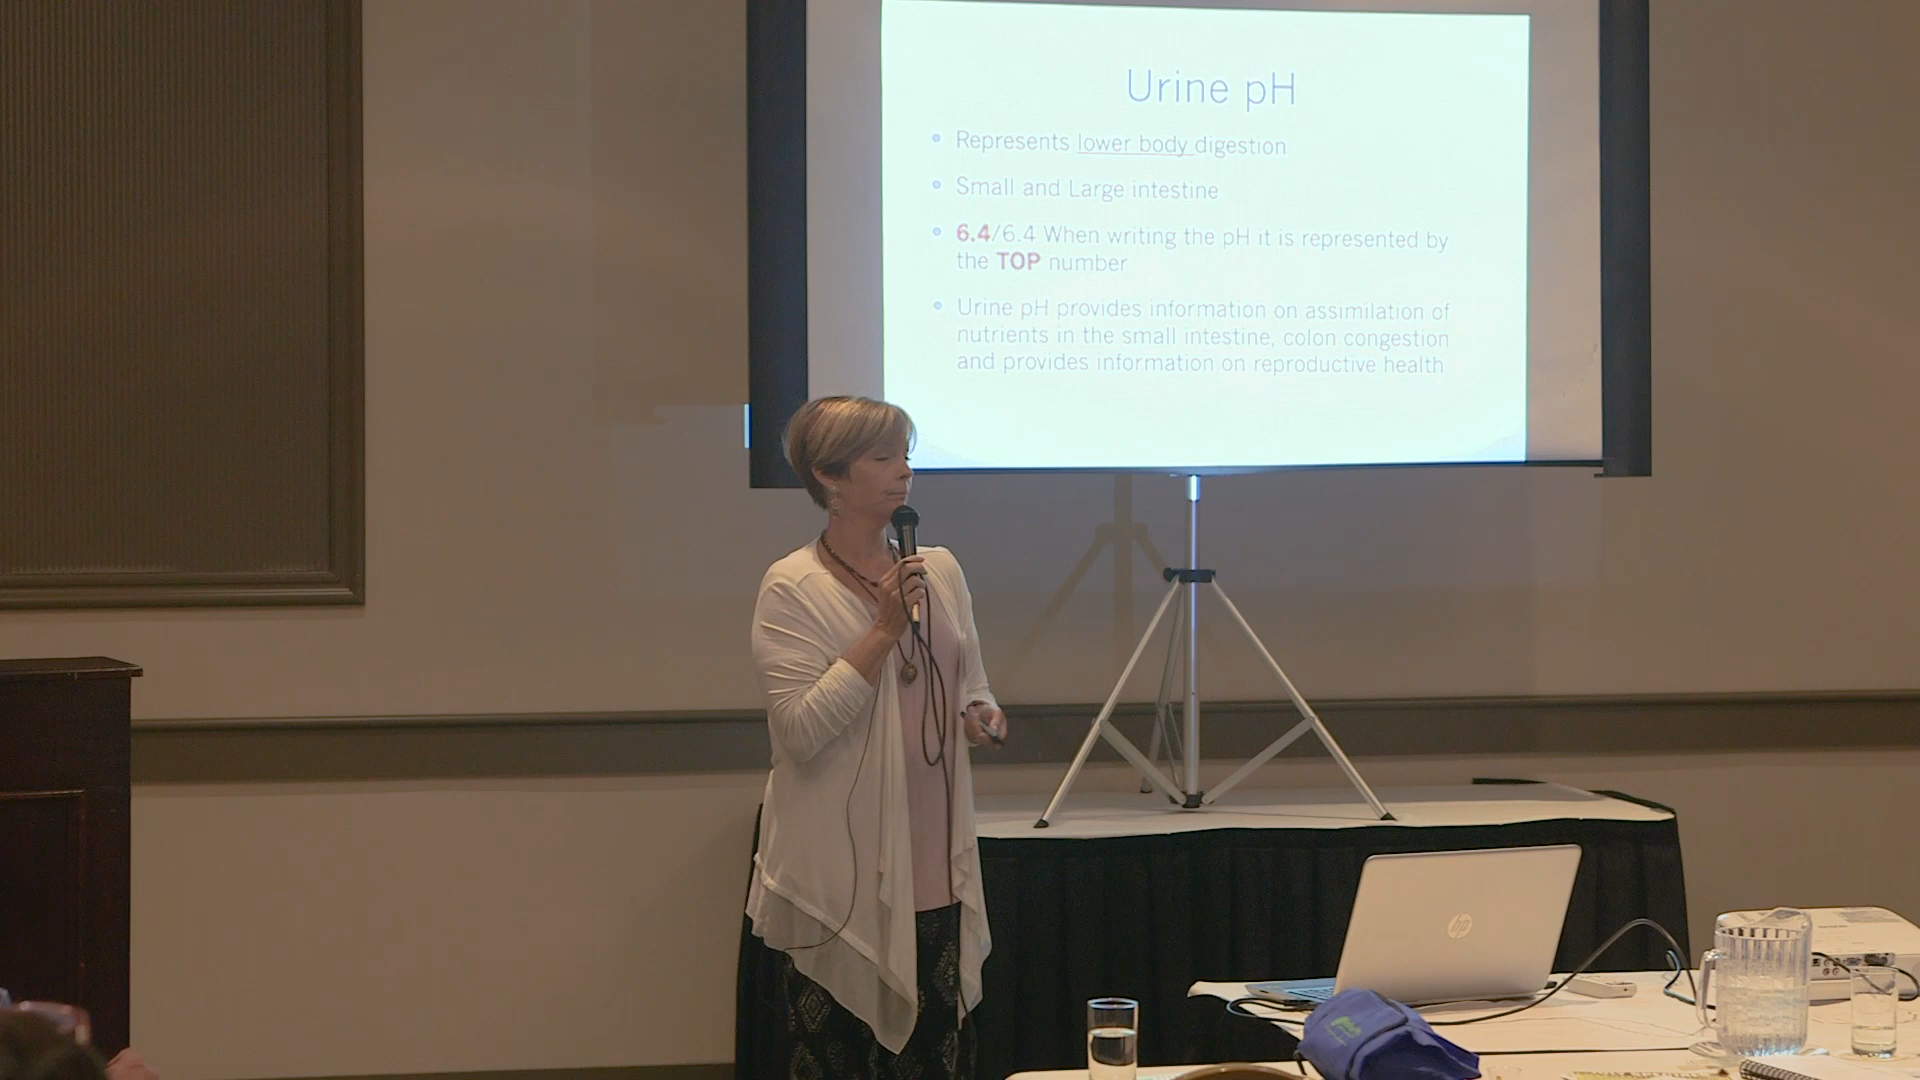 Urine pH
Represents lower body digestion
Small and Large intestine
6.4/6.4 When writing the pH it is represented by
the TOP number
Urine pH provides information on assimilation of
nutrients in the small intestine, colon congestion
and provides information on reproductive health
hp